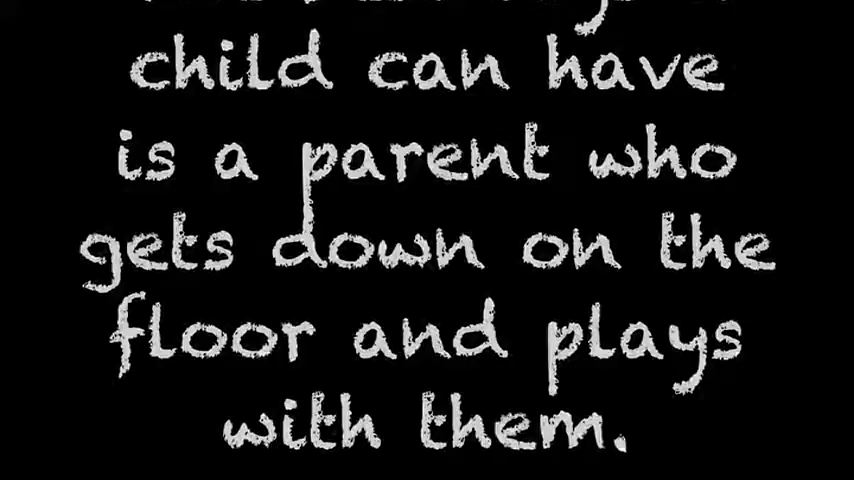 child can have
is a parent who
gets down on the
floor and plays
with them.